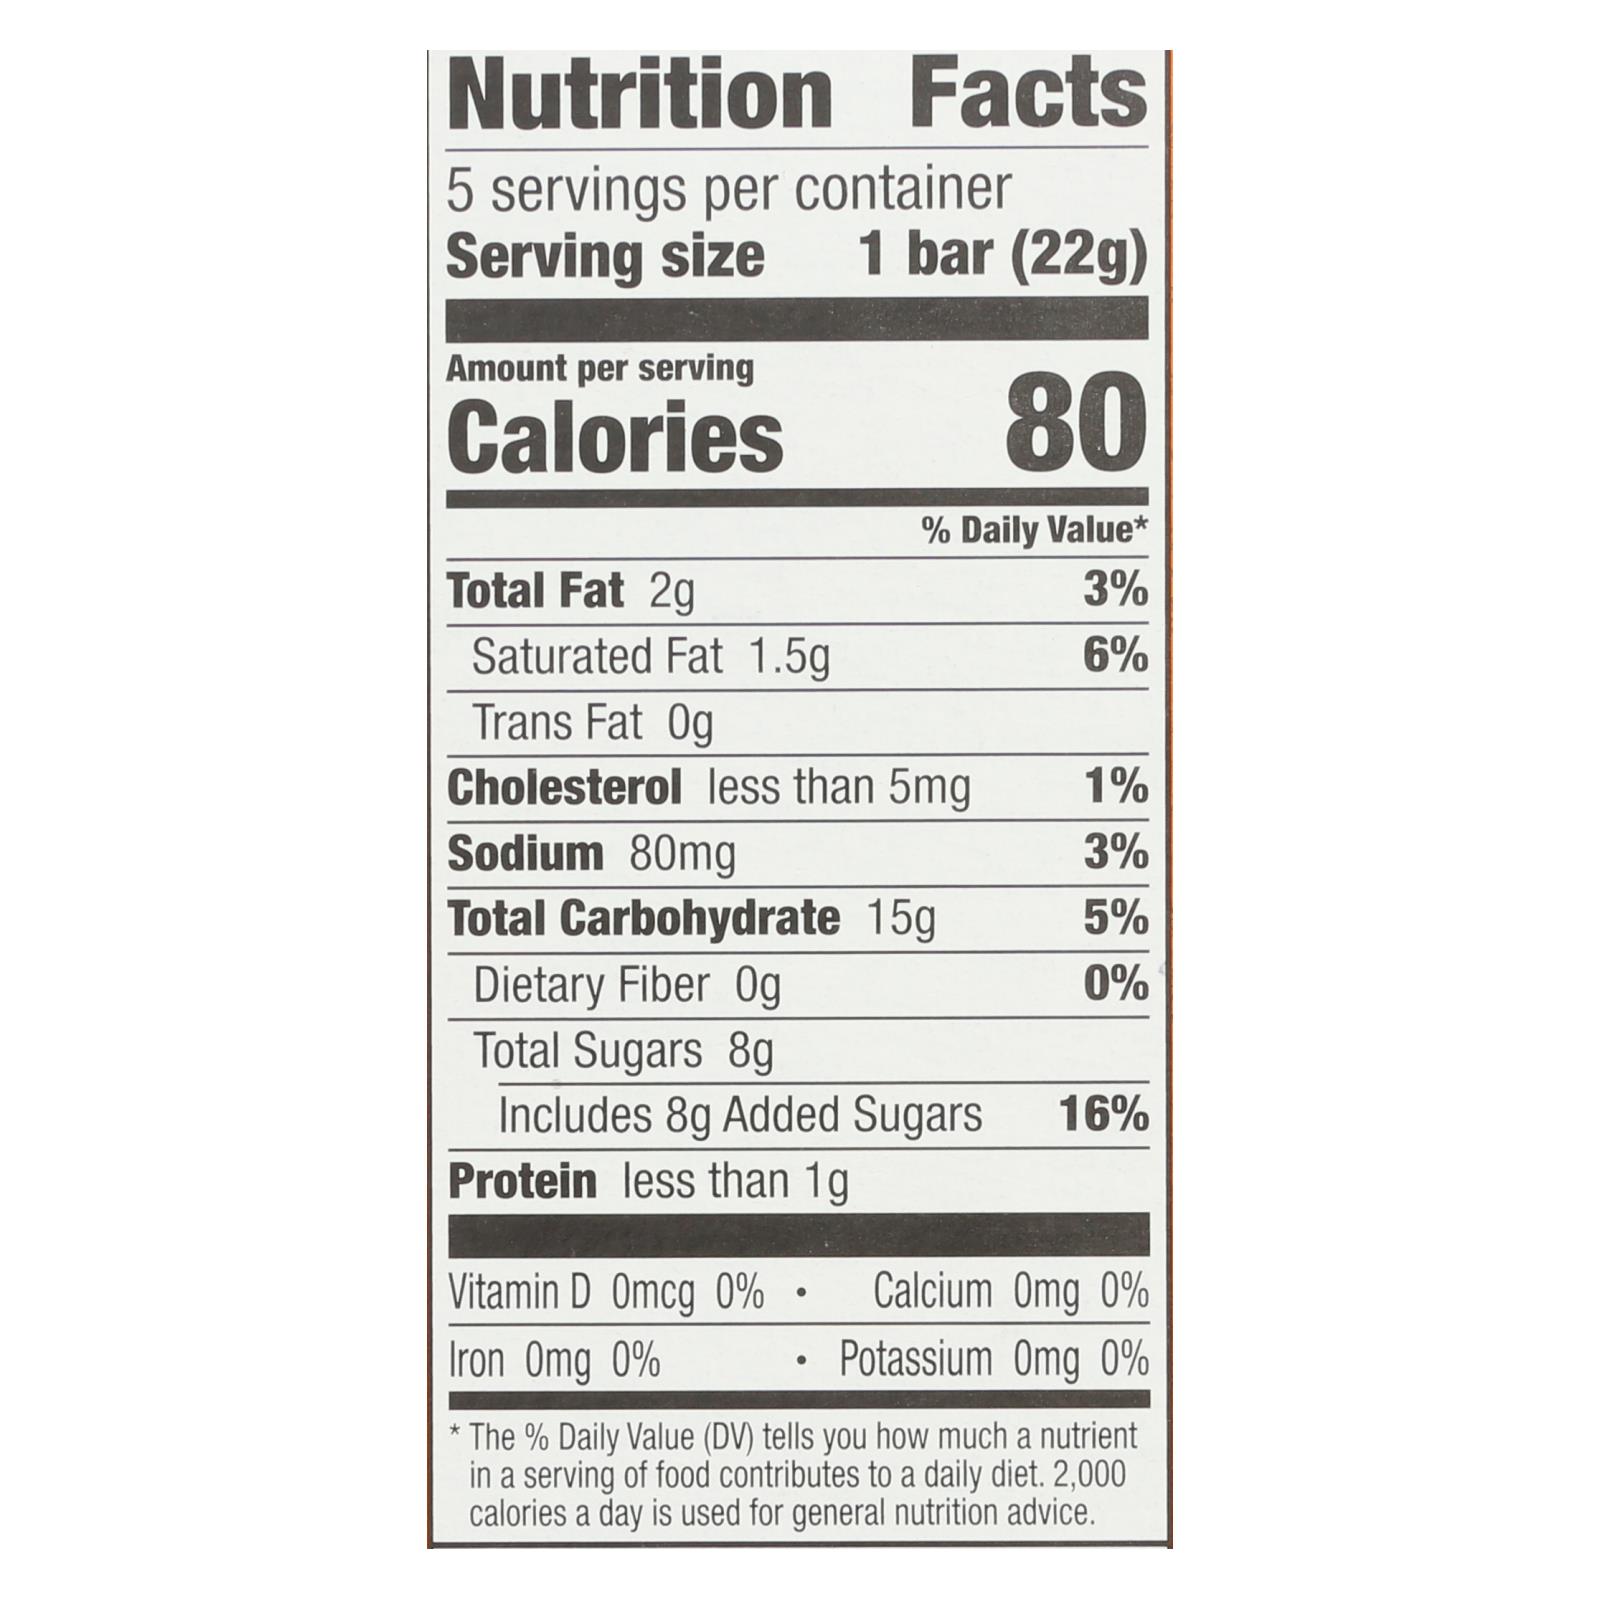 Nutrition Facts
5 servings per container
Serving size 1 bar (22g)
Amount per serving
Calories 80
% Daily Value*
Total Fat 2g 3%
Saturated Fat 1.5g 6%
Trans Fat 0g
Cholesterol less than 5mg 1%
Sodium 80mg 3%
Total Carbohydrate 15g 5%
Dietary Fiber 0g 0%
Total Sugars 8g
Includes 8g Added Sugars 16%
Protein less than 1g
Vitamin D 0mcg 0% • Calcium 0mg 0%
Iron 0mg 0% • Potassium 0mg 0%
* The % Daily Value (DV) tells you how much a nutrient
in a serving of food contributes to a daily diet. 2,000
calories a day is used for general nutrition advice.